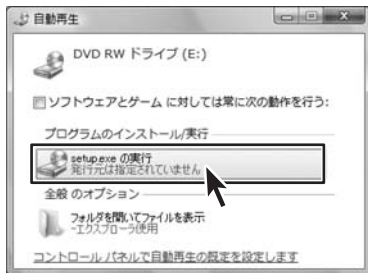 自動再生
DVD RW ドライブ (E:)
ソフトウェアとゲーム に対しては常に次の動作を行う:
プログラムのインストール/実行
setup.exe の実行
発行元は指定されていません
全般 のオプション
フォルダを開いてファイルを表示
-エクスプローラ使用
コントロール パネルで自動再生の既定を設定します